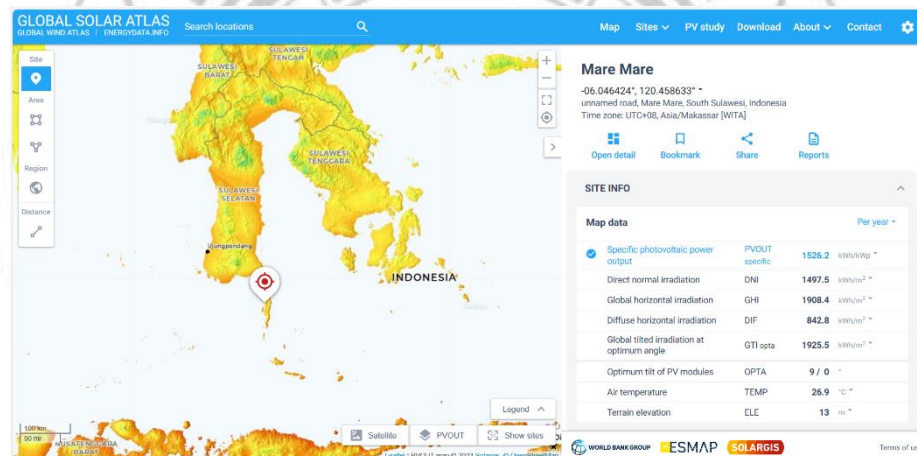 GLOBAL SOLAR ATLAS
GLOBAL WIND ATLAS | ENERGYDATA.INFO
Search locations
Map Sites PV study Download About Contact
Site
Area
Region
Distance
SULAWESI
TENGAH
SULAWESI
BARAT
SULAWESI
TENGGARA
SULAWESI
SELATAN
Ujungpandang
INDONESIA
100 km
50 mi
NUSA TENGGARA
BARAT
Legend
Satellite PVOUT Show sites
Mare Mare
-06.046424°, 120.458633°
unnamed road, Mare Mare, South Sulawesi, Indonesia
Time zone: UTC+08, Asia/Makassar [WITA]
Open detail Bookmark Share Reports
SITE INFO
Map data Per year
Specific photovoltaic power output PVOUT specific 1526.2 kWh/kWp
Direct normal irradiation DNI 1497.5 kWh/m²
Global horizontal irradiation GHI 1908.4 kWh/m²
Diffuse horizontal irradiation DIF 842.8 kWh/m²
Global tilted irradiation at optimum angle GTI opta 1925.5 kWh/m²
Optimum tilt of PV modules OPTA 9 / 0 °
Air temperature TEMP 26.9 °C
Terrain elevation ELE 13 m
WORLD BANK GROUP ESMAP SOLARGIS Terms of us